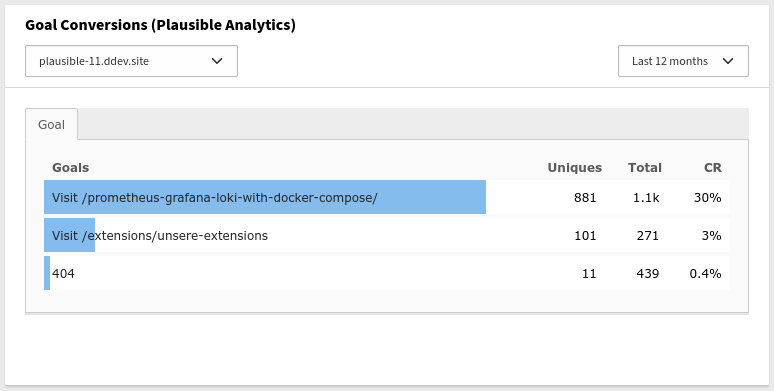 Goal Conversions (Plausible Analytics)
plausible-11.ddev.site Last 12 months
Goal
Goals Uniques Total CR
Visit /prometheus-grafana-loki-with-docker-compose/ 881 1.1k 30%
Visit /extensions/unsere-extensions 101 271 3%
404 11 439 0.4%